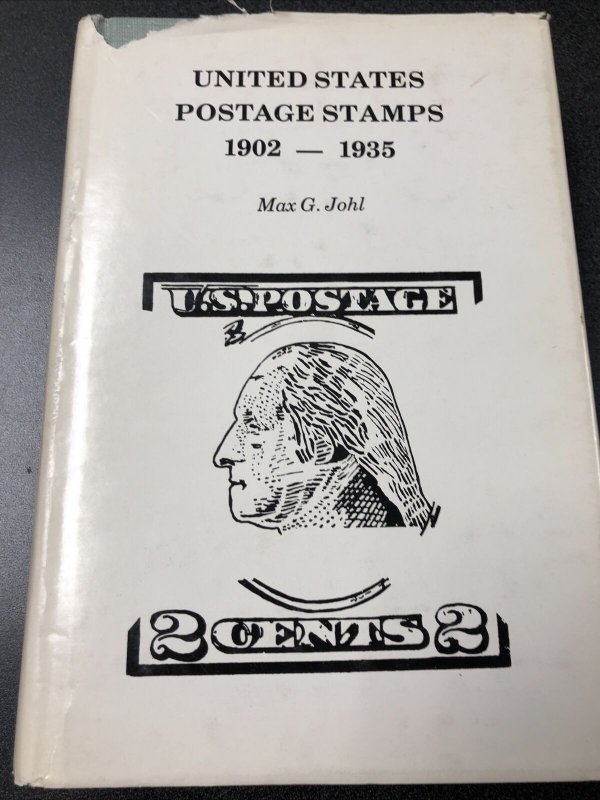 UNITED STATES
POSTAGE STAMPS
1902 — 1935
Max G. Johl
U.S. POSTAGE
2 CENTS 2